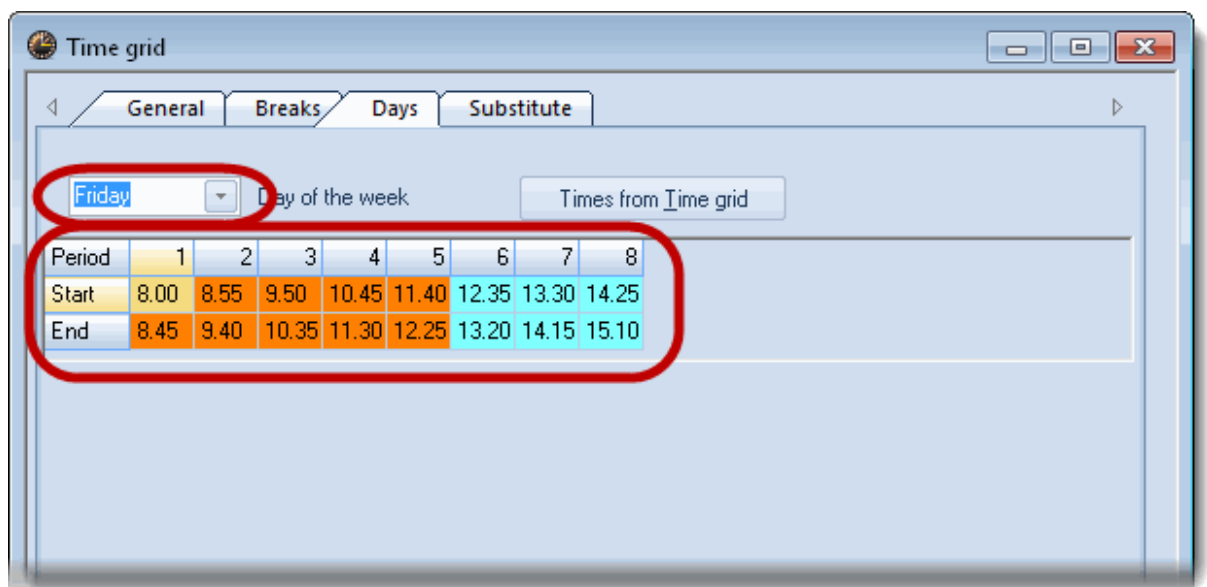 Time grid
General Breaks Days Substitute
Friday Day of the week Times from Time grid
Period 1 2 3 4 5 6 7 8
Start 8.00 8.55 9.50 10.45 11.40 12.35 13.30 14.25
End 8.45 9.40 10.35 11.30 12.25 13.20 14.15 15.10